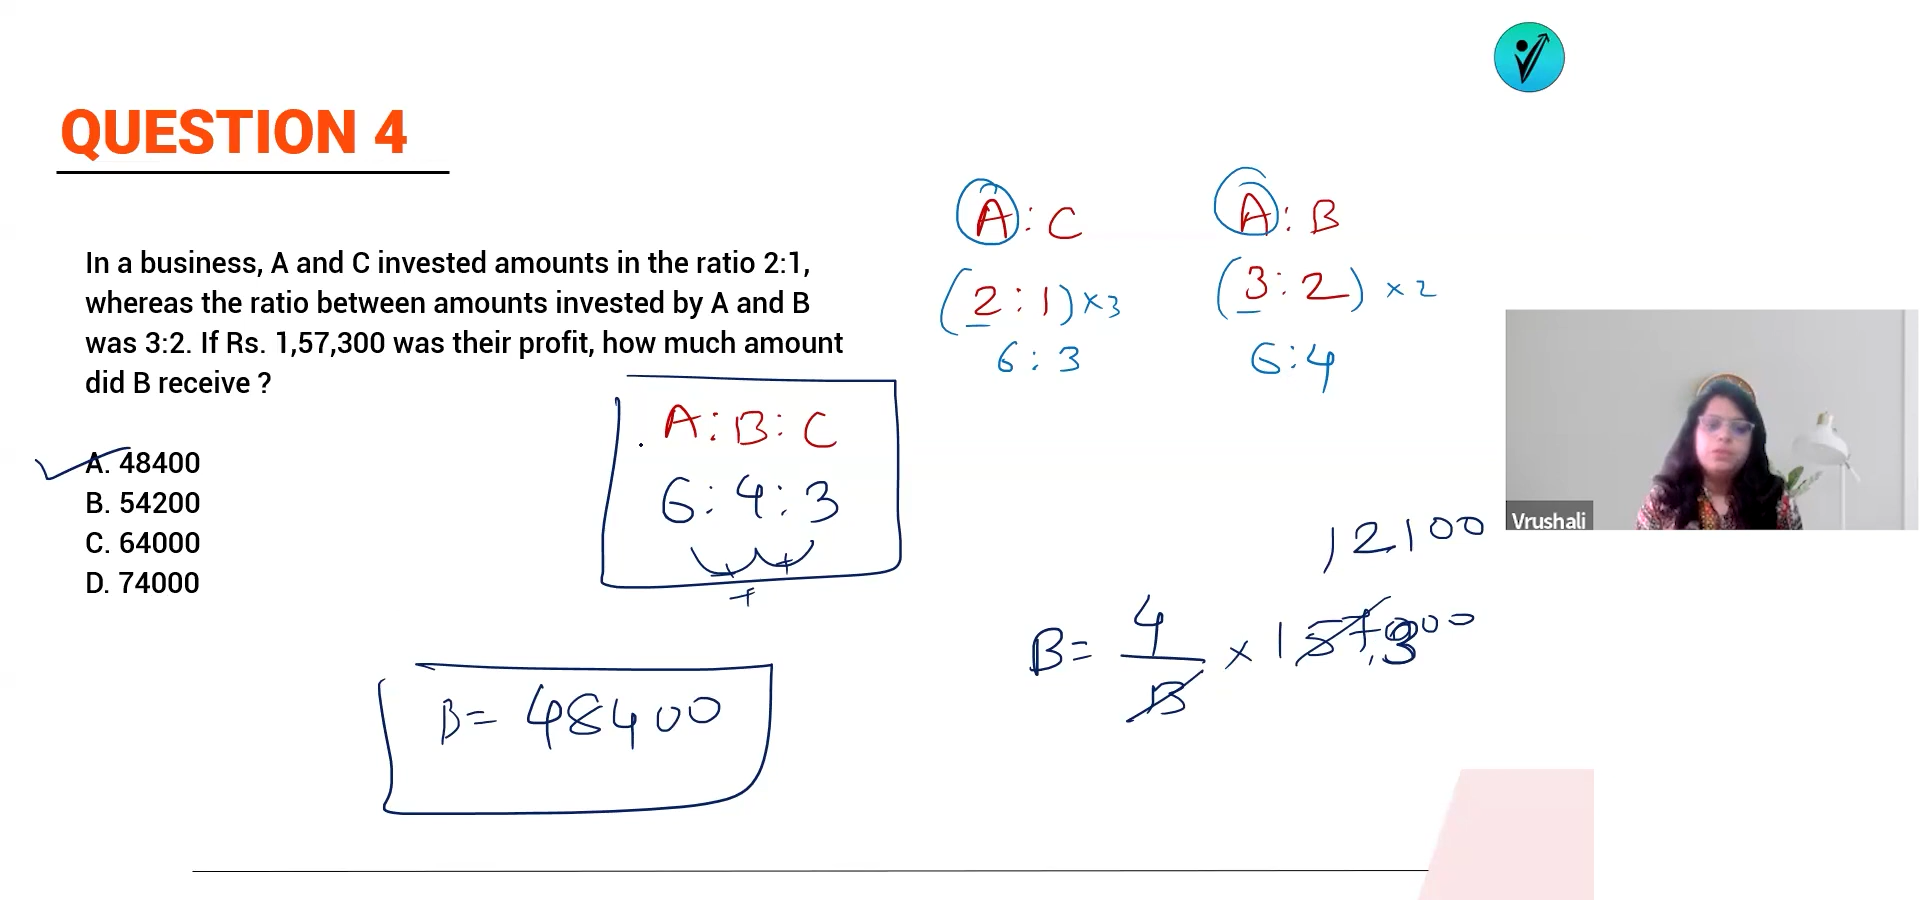 QUESTION 4
In a business, A and C invested amounts in the ratio 2:1,
whereas the ratio between amounts invested by A and B
was 3:2. If Rs. 1,57,300 was their profit, how much amount
did B receive ?
A. 48400
B. 54200
C. 64000
D. 74000
A : C
(2 : 1) × 3
6 : 3
A : B
(3 : 2) × 2
6 : 4
A : B : C
6 : 4 : 3
+ +
+
12,100
B = 4/13 × 157,300
B = 48400
Vrushali